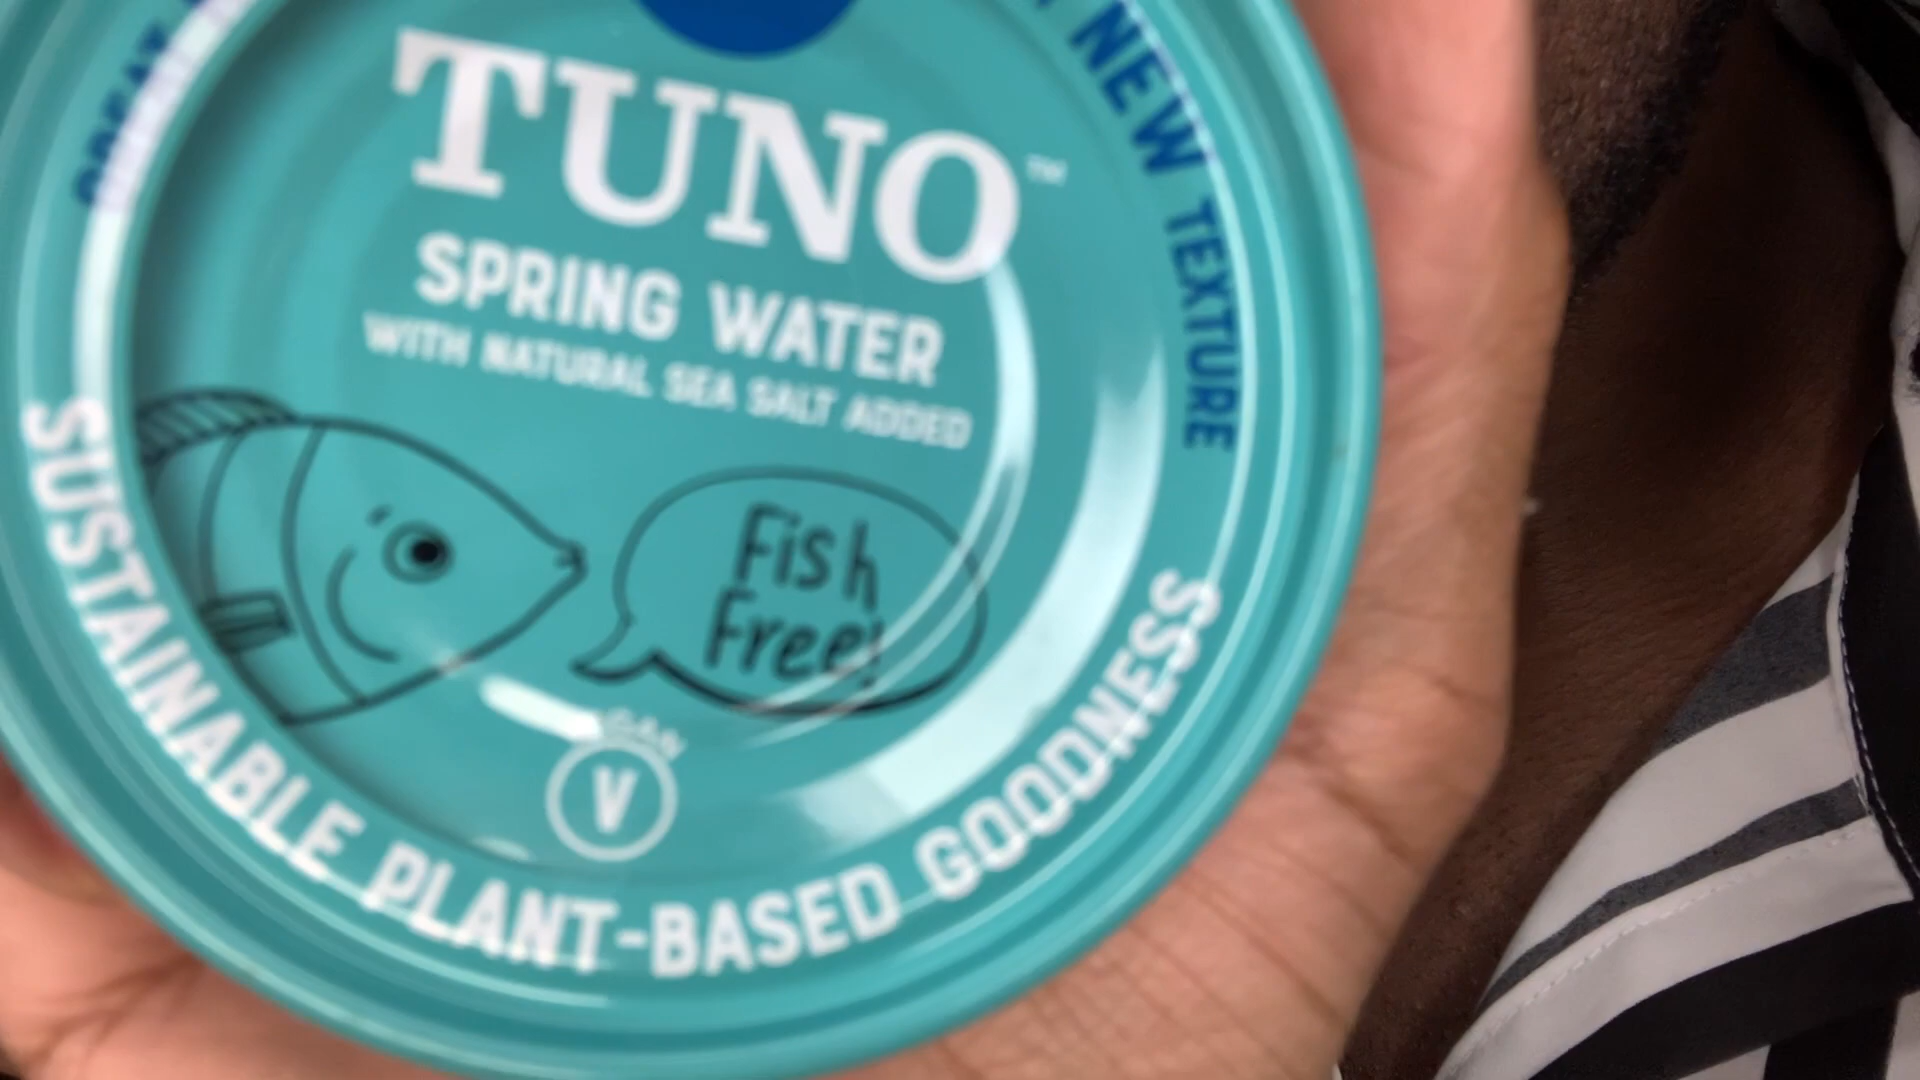 TUNO™
SPRING WATER
WITH NATURAL SEA SALT ADDED
NEW TEXTURE
Fish
Free!
V
SUSTAINABLE PLANT-BASED GOODNESS